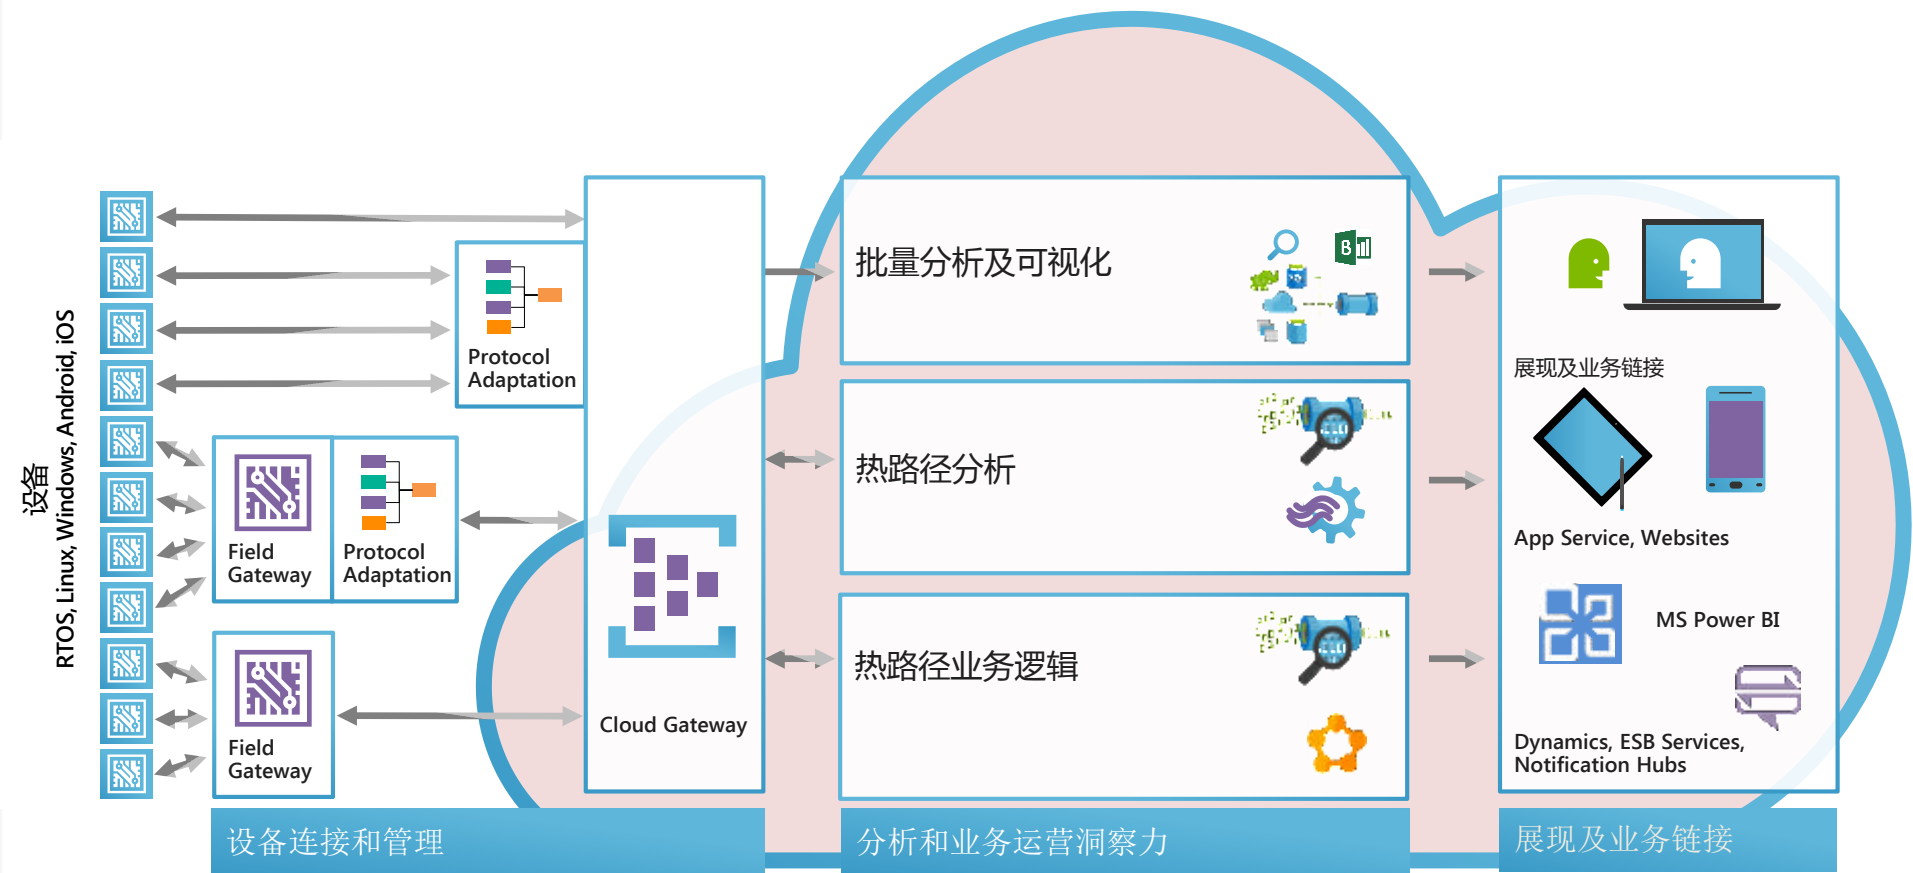 设备
RTOS, Linux, Windows, Android, iOS
Protocol
Adaptation
Field
Gateway
Protocol
Adaptation
Field
Gateway
Cloud Gateway
批量分析及可视化
热路径分析
热路径业务逻辑
展现及业务链接
App Service, Websites
MS Power BI
Dynamics, ESB Services,
Notification Hubs
设备连接和管理
分析和业务运营洞察力
展现及业务链接